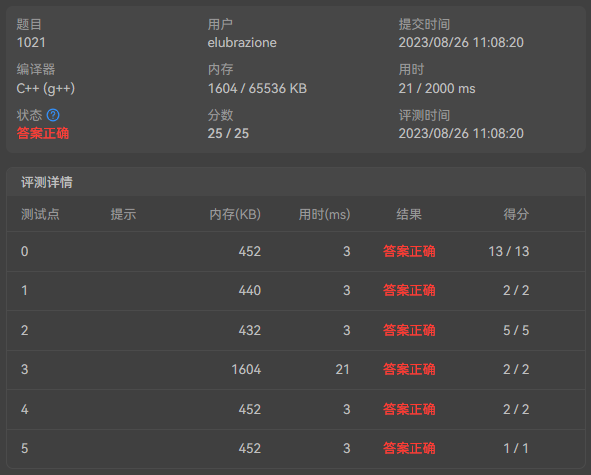 题目 用户 提交时间
1021 elubrazione 2023/08/26 11:08:20
编译器 内存 用时
C++ (g++) 1604 / 65536 KB 21 / 2000 ms
状态 分数 评测时间
答案正确 25 / 25 2023/08/26 11:08:20
评测详情
测试点 提示 内存(KB) 用时(ms) 结果 得分
0 452 3 答案正确 13 / 13
1 440 3 答案正确 2 / 2
2 432 3 答案正确 5 / 5
3 1604 21 答案正确 2 / 2
4 452 3 答案正确 2 / 2
5 452 3 答案正确 1 / 1